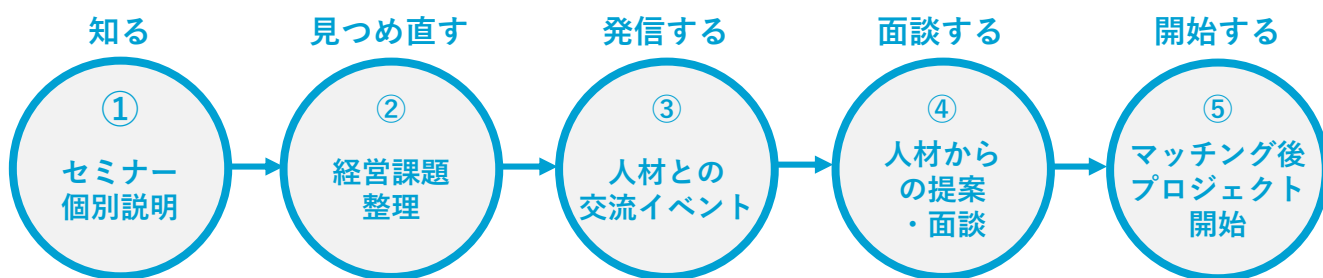 知る
見つめ直す
発信する
面談する
開始する
①
セミナー
個別説明
②
経営課題
整理
③
人材との
交流イベント
④
人材から
の提案
・面談
⑤
マッチング後
プロジェクト
開始